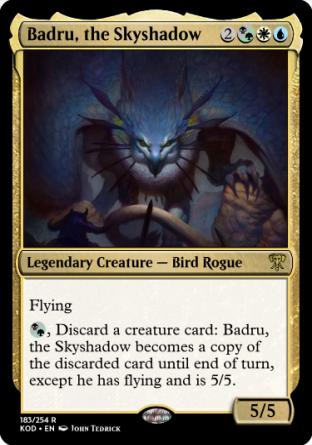 Badru, the Skyshadow 2
Legendary Creature — Bird Rogue
Flying
, Discard a creature card: Badru,
the Skyshadow becomes a copy of
the discarded card until end of turn,
except he has flying and is 5/5.
5/5
183/254 R
KOD • EN John Tedrick